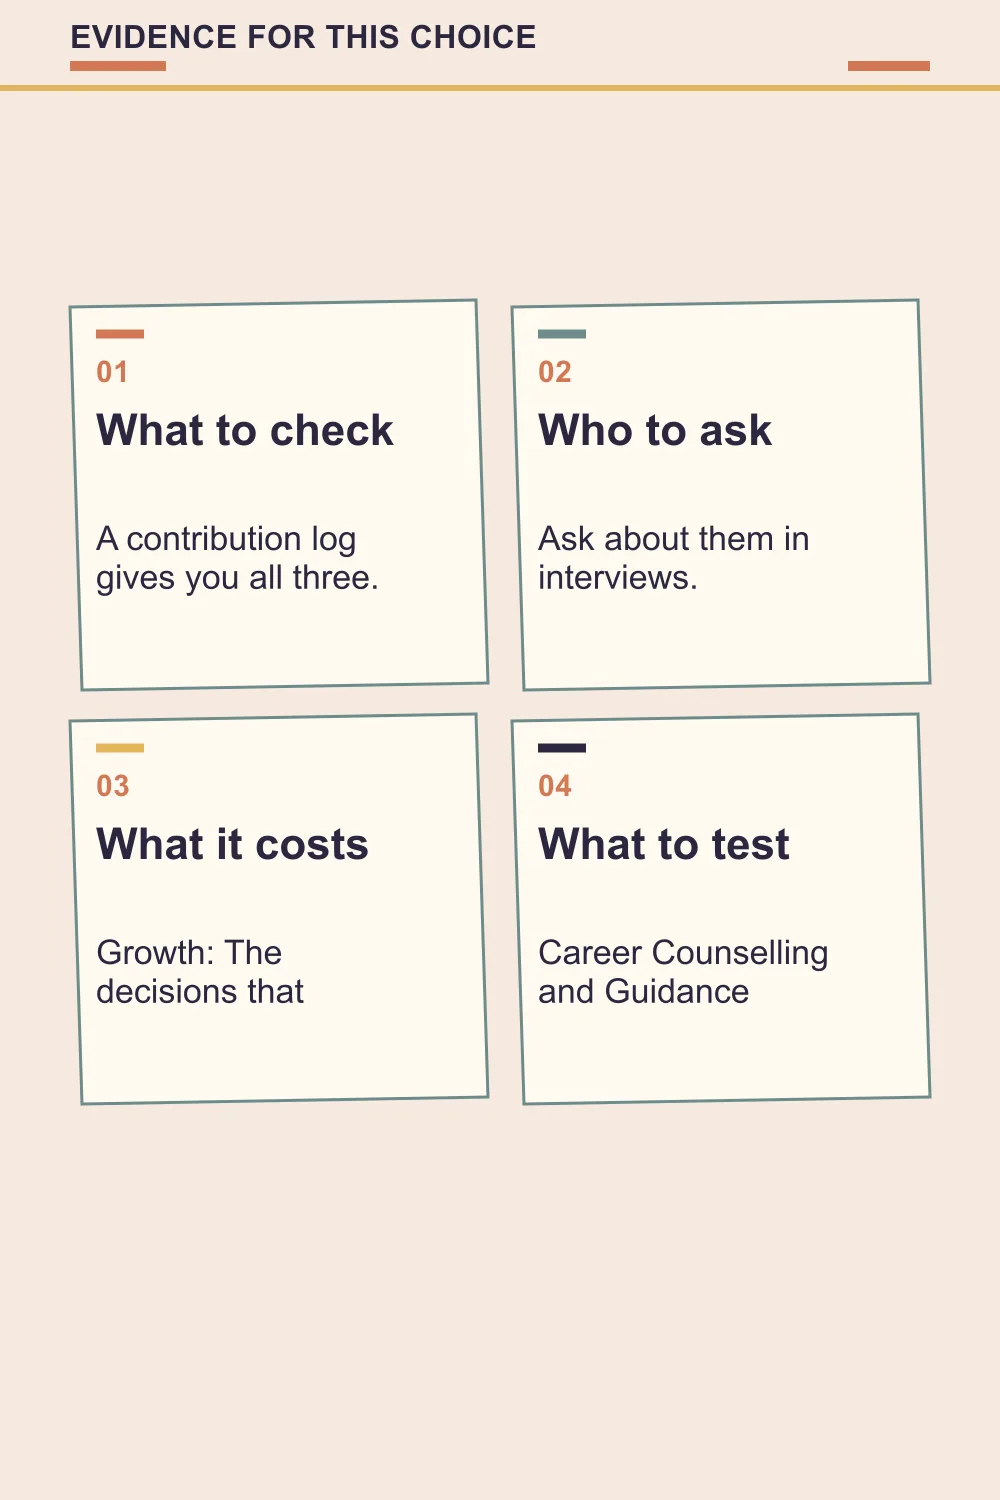 EVIDENCE FOR THIS CHOICE
01
What to check
A contribution log
gives you all three.
02
Who to ask
Ask about them in
interviews.
03
What it costs
Growth: The
decisions that
04
What to test
Career Counselling
and Guidance